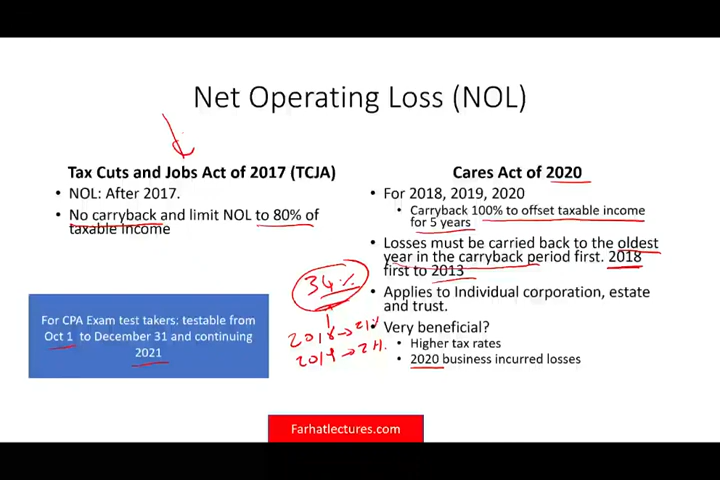 Net Operating Loss (NOL)
Tax Cuts and Jobs Act of 2017 (TCJA)
• NOL: After 2017.
• No carryback and limit NOL to 80% of
taxable income
For CPA Exam test takers: testable from
Oct 1 to December 31 and continuing
2021
Cares Act of 2020
• For 2018, 2019, 2020
• Carryback 100% to offset taxable income
for 5 years
• Losses must be carried back to the oldest
year in the carryback period first. 2018
first to 2013
• Applies to Individual corporation, estate
and trust.
• Very beneficial?
• Higher tax rates
• 2020 business incurred losses
34%
2018 → 21%
2019 → 21.
Farhatlectures.com